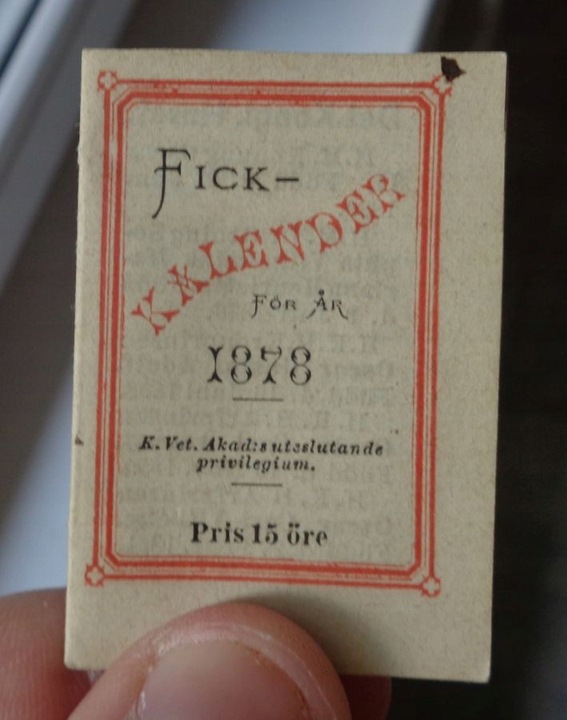 FICK-
KALENDER
FÖR ÅR
1878
K. Vet. Akad:s uteslutande
privilegium.
Pris 15 öre